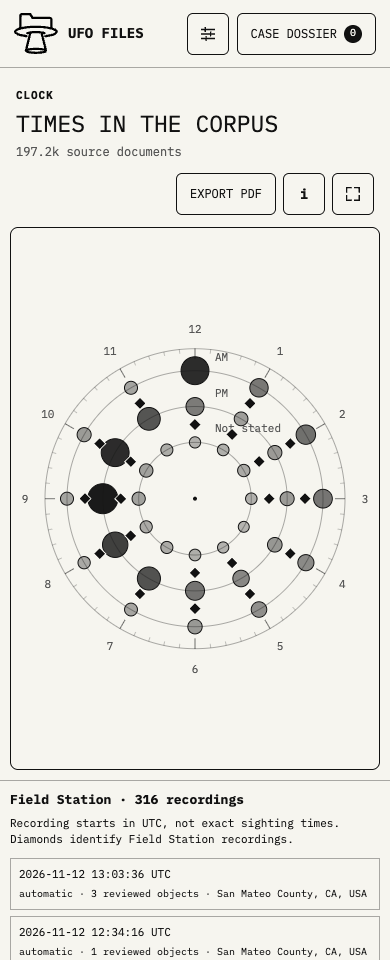 UFO FILES
CASE DOSSIER 0
CLOCK
TIMES IN THE CORPUS
197.2k source documents
EXPORT PDF
i
12
11
AM
1
PM
10
2
Not stated
9
3
8
4
7
5
6
Field Station · 316 recordings
Recording starts in UTC, not exact sighting times.
Diamonds identify Field Station recordings.
2026-11-12 13:03:36 UTC
automatic · 3 reviewed objects · San Mateo County, CA, USA
2026-11-12 12:34:16 UTC
automatic · 1 reviewed objects · San Mateo County, CA, USA